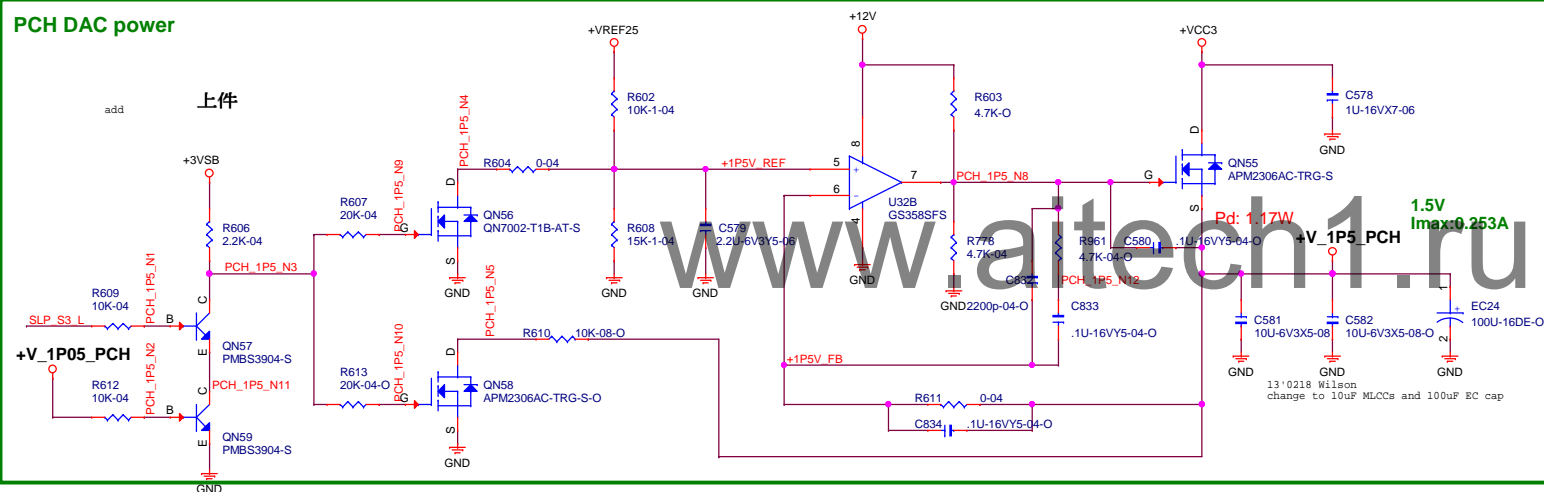 PCH DAC power
add
上件
+3VSB
R606
2.2K-04
PCH_1P5_N3
PCH_1P5_N1
R609
10K-04
SLP_S3_L
B
C
E
QN57
PMBS3904-S
+V_1P05_PCH
PCH_1P5_N2
R612
10K-04
B
C
E
PCH_1P5_N11
QN59
PMBS3904-S
GND
R607
20K-04
PCH_1P5_N9
G
PCH_1P5_N4
D
S
QN56
QN7002-T1B-AT-S
GND
R613
20K-04-O
PCH_1P5_N10
G
PCH_1P5_N5
D
S
QN58
APM2306AC-TRG-S-O
GND
R604
0-04
R610
10K-08-O
+VREF25
R602
10K-1-04
R608
15K-1-04
GND
C579
2.2U-6V3Y5-06
GND
+1P5V_REF
+12V
5
6
7
8
4
+
-
U32B
GS358SFS
GND
R603
4.7K-O
PCH_1P5_N8
R778
4.7K-04
GND
C832
2200p-04-O
R961
4.7K-04-O
PCH_1P5_N12
C833
.1U-16VY5-04-O
+1P5V_FB
R611
0-04
C834
.1U-16VY5-04-O
C580
.1U-16VY5-04-O
+VCC3
C578
1U-16VX7-06
GND
D
G
S
QN55
APM2306AC-TRG-S
Pd: 1.17W
1.5V
Imax:0.253A
+V_1P5_PCH
C581
10U-6V3X5-08
GND
C582
10U-6V3X5-08-O
GND
1
+
2
EC24
100U-16DE-O
GND
13'0218 Wilson
change to 10uF MLCCs and 100uF EC cap
www.aitech1.ru